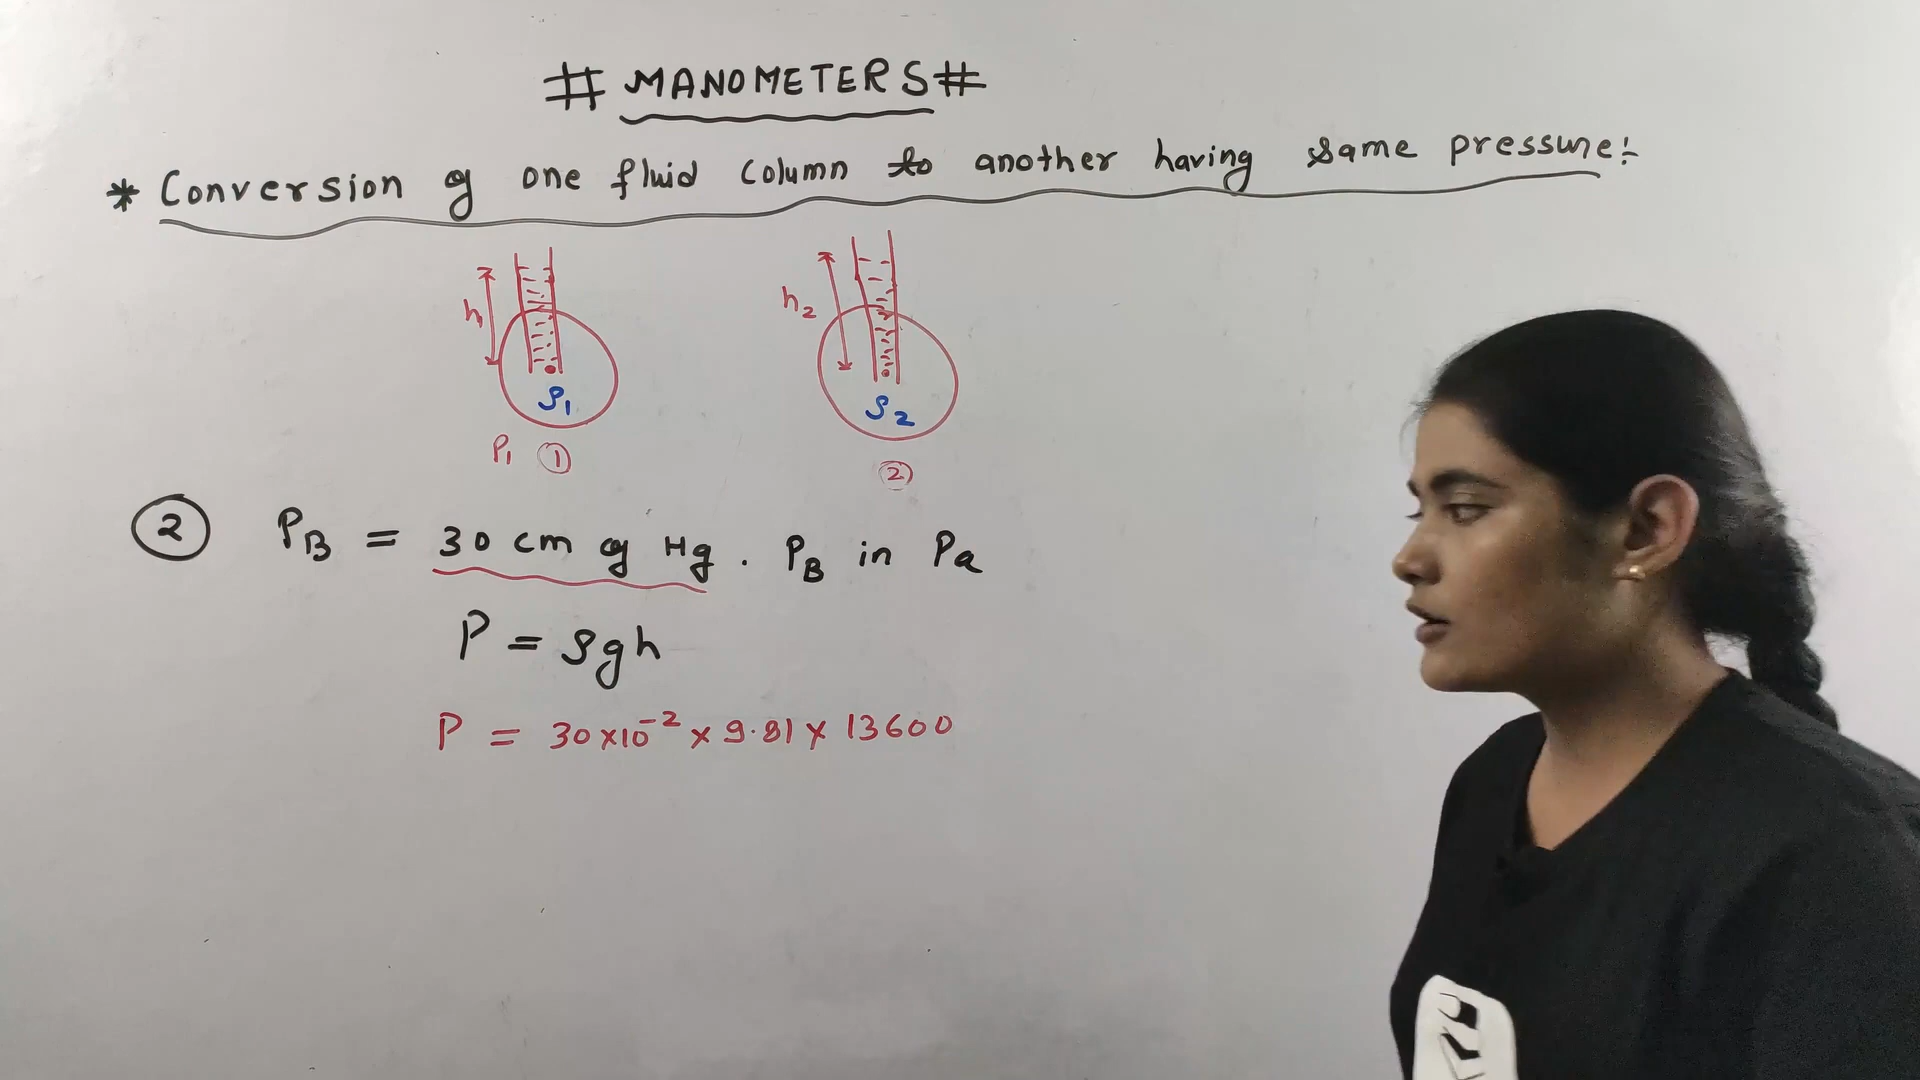 # MANOMETERS #
* Conversion of one fluid column to another having same pressure :-
h1
h2
ρ1
ρ2
P1 ①
②
② PB = 30 cm of Hg . PB in Pa
P = ρgh
P = 30×10⁻² × 9.81 × 13600